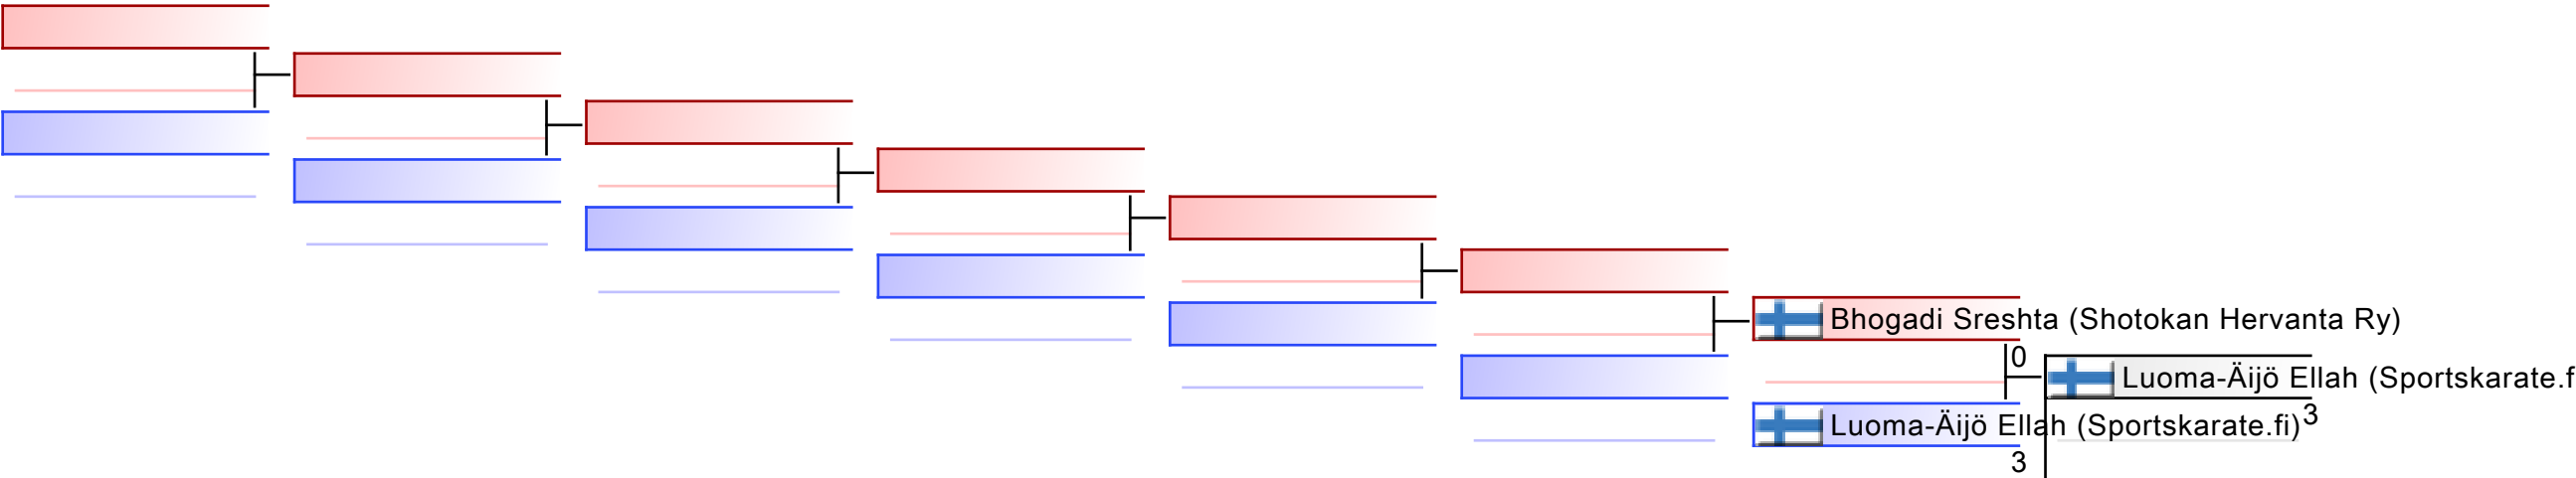 Bhogadi Sreshta (Shotokan Hervanta Ry)
0
Luoma-Äijö Ellah (Sportskarate.f
3
Luoma-Äijö Ellah (Sportskarate.fi)
3